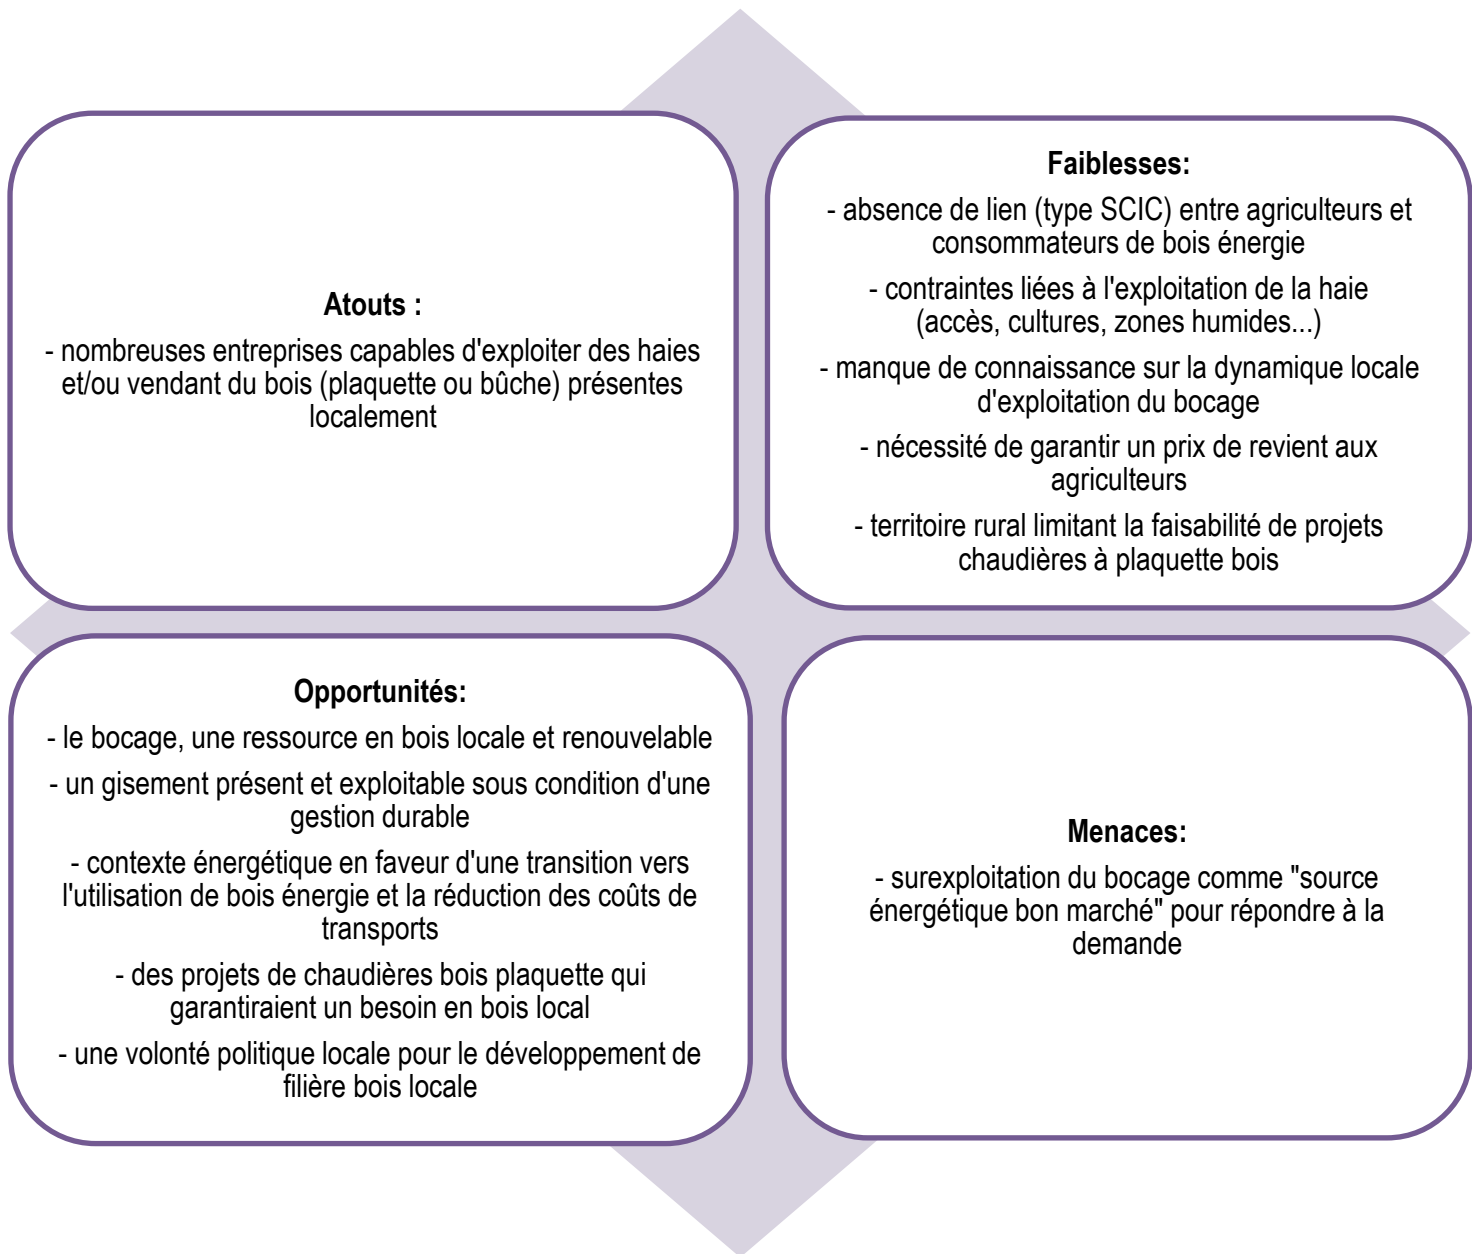 Atouts :
- nombreuses entreprises capables d'exploiter des haies
et/ou vendant du bois (plaquette ou bûche) présentes
localement
Faiblesses:
- absence de lien (type SCIC) entre agriculteurs et
consommateurs de bois énergie
- contraintes liées à l'exploitation de la haie
(accès, cultures, zones humides...)
- manque de connaissance sur la dynamique locale
d'exploitation du bocage
- nécessité de garantir un prix de revient aux
agriculteurs
- territoire rural limitant la faisabilité de projets
chaudières à plaquette bois
Opportunités:
- le bocage, une ressource en bois locale et renouvelable
- un gisement présent et exploitable sous condition d'une
gestion durable
- contexte énergétique en faveur d'une transition vers
l'utilisation de bois énergie et la réduction des coûts de
transports
- des projets de chaudières bois plaquette qui
garantiraient un besoin en bois local
- une volonté politique locale pour le développement de
filière bois locale
Menaces:
- surexploitation du bocage comme "source
énergétique bon marché" pour répondre à la
demande